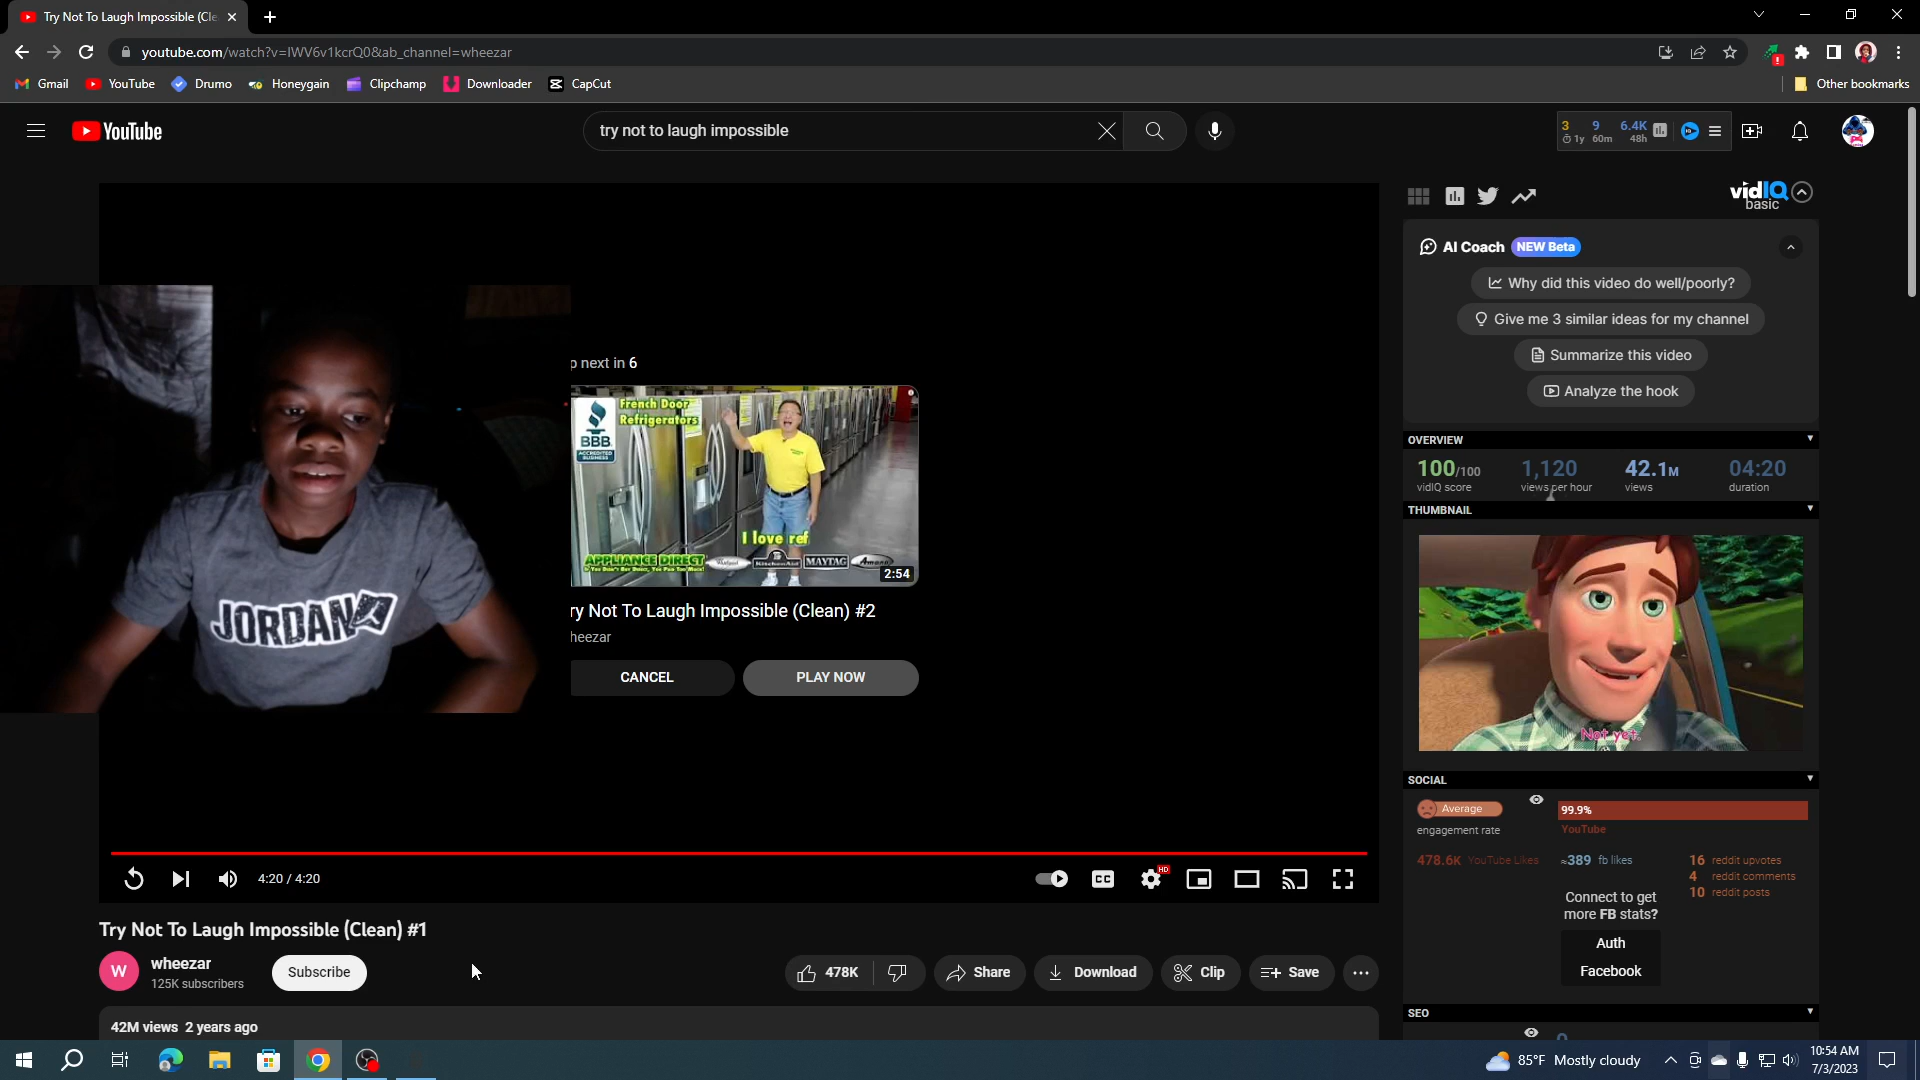 Try Not To Laugh Impossible (Cle
youtube.com/watch?v=IWV6v1kcrQ0&ab_channel=wheezar
Gmail YouTube Drumo Honeygain Clipchamp Downloader CapCut Other bookmarks
YouTube try not to laugh impossible 3 9 6.4K
1y 60m 48h
vidIQ
basic
AI Coach NEW Beta
Why did this video do well/poorly?
Give me 3 similar ideas for my channel
Summarize this video
Analyze the hook
p next in 6
French Door
Refrigerators
BBB
ACCREDITED
BUSINESS
I love ref
APPLIANCE DIRECT
KitchenAid MAYTAG Amana
2:54
ry Not To Laugh Impossible (Clean) #2
heezar
CANCEL PLAY NOW
JORDAN
OVERVIEW
100/100 1,120 42.1M 04:20
vidIQ score views per hour views duration
THUMBNAIL
Not yet.
SOCIAL
Average 99.9%
engagement rate YouTube
478.6K YouTube Likes ≈389 fb likes 16 reddit upvotes
4 reddit comments
10 reddit posts
Connect to get
more FB stats?
Auth
Facebook
SEO
HD
CC
4:20 / 4:20
Try Not To Laugh Impossible (Clean) #1
W wheezar
125K subscribers
Subscribe
478K Share Download Clip Save
42M views 2 years ago
85°F Mostly cloudy
10:54 AM
7/3/2023